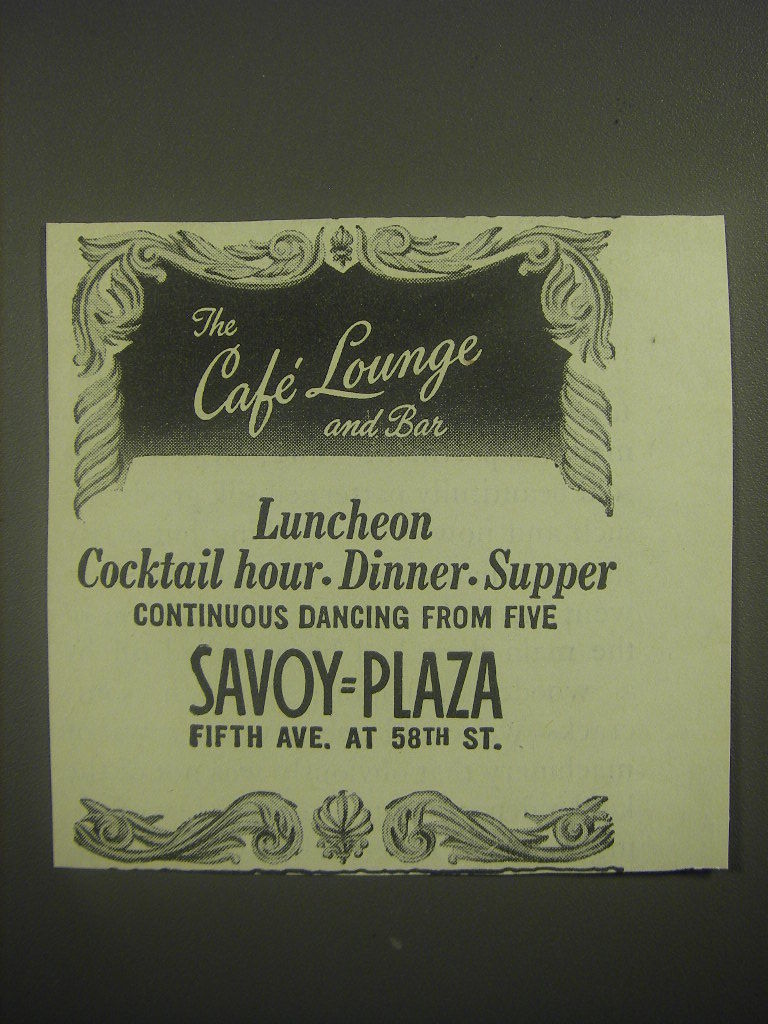 The
Café Lounge
and Bar
Luncheon
Cocktail hour • Dinner • Supper
CONTINUOUS DANCING FROM FIVE
SAVOY=PLAZA
FIFTH AVE. AT 58TH ST.